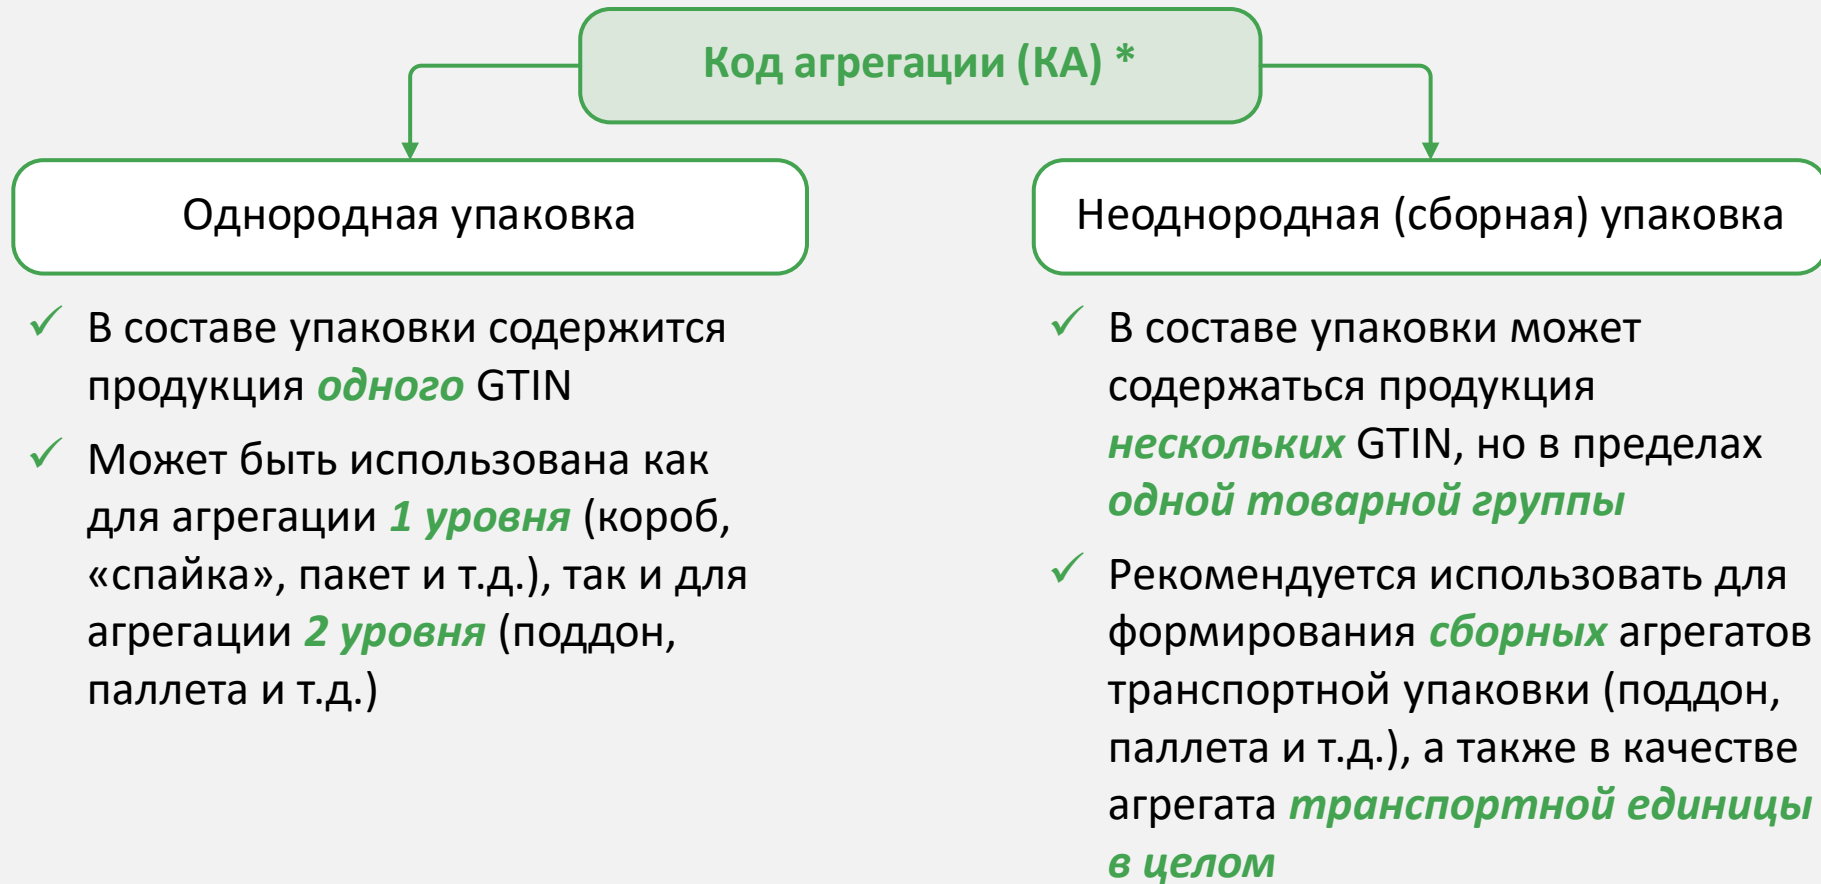 Код агрегации (КА) *
Однородная упаковка
✓ В составе упаковки содержится
продукция одного GTIN
✓ Может быть использована как
для агрегации 1 уровня (короб,
«спайка», пакет и т.д.), так и для
агрегации 2 уровня (поддон,
паллета и т.д.)
Неоднородная (сборная) упаковка
✓ В составе упаковки может
содержаться продукция
нескольких GTIN, но в пределах
одной товарной группы
✓ Рекомендуется использовать для
формирования сборных агрегатов
транспортной упаковки (поддон,
паллета и т.д.), а также в качестве
агрегата транспортной единицы
в целом